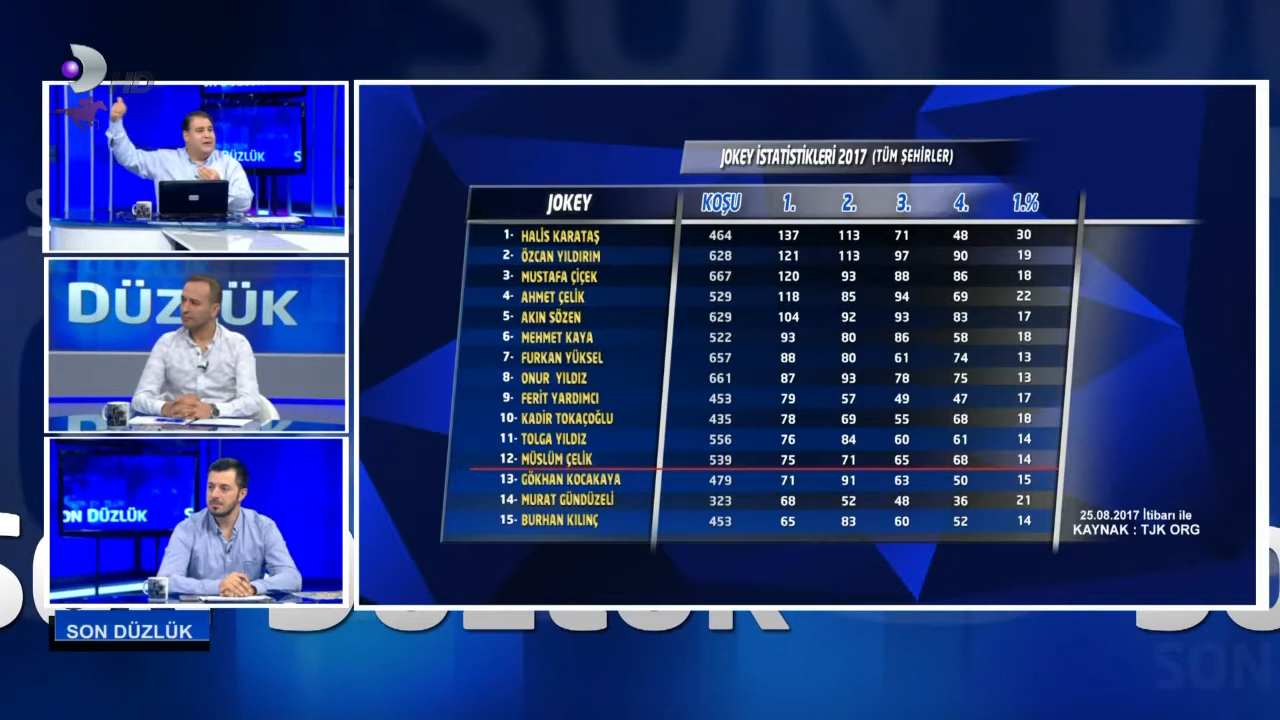 HD
DÜZLÜK
S
JOKEY İSTATİSTİKLERİ 2017 (TÜM ŞEHİRLER)
JOKEY KOŞU 1. 2. 3. 4. 1.%
1- HALİS KARATAŞ 464 137 113 71 48 30
2- ÖZCAN YILDIRIM 628 121 113 97 90 19
3- MUSTAFA ÇİÇEK 667 120 93 88 86 18
4- AHMET ÇELİK 529 118 85 94 69 22
5- AKIN SÖZEN 629 104 92 93 83 17
6- MEHMET KAYA 522 93 80 86 58 18
7- FURKAN YÜKSEL 657 88 80 61 74 13
8- ONUR YILDIZ 661 87 93 78 75 13
9- FERİT YARDIMCI 453 79 57 49 47 17
10- KADİR TOKAÇOĞLU 435 78 69 55 68 18
11- TOLGA YILDIZ 556 76 84 60 61 14
12- MÜSLÜM ÇELİK 539 75 71 65 68 14
13- GÖKHAN KOCAKAYA 479 71 91 63 50 15
14- MURAT GÜNDÜZELİ 323 68 52 48 36 21
15- BURHAN KILINÇ 453 65 83 60 52 14
25.08.2017 İtibarı ile
KAYNAK : TJK ORG
DÜZLÜK
ON DÜZLÜK
SON DÜZLÜK
SON